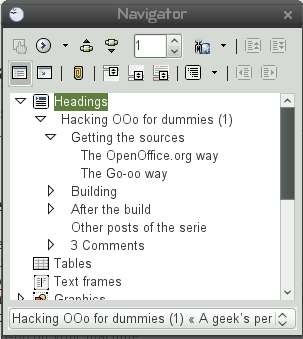 Navigator
1
Headings
Hacking OOo for dummies (1)
Getting the sources
The OpenOffice.org way
The Go-oo way
Building
After the build
Other posts of the serie
3 Comments
Tables
Text frames
Graphics
Hacking OOo for dummies (1) « A geek's per